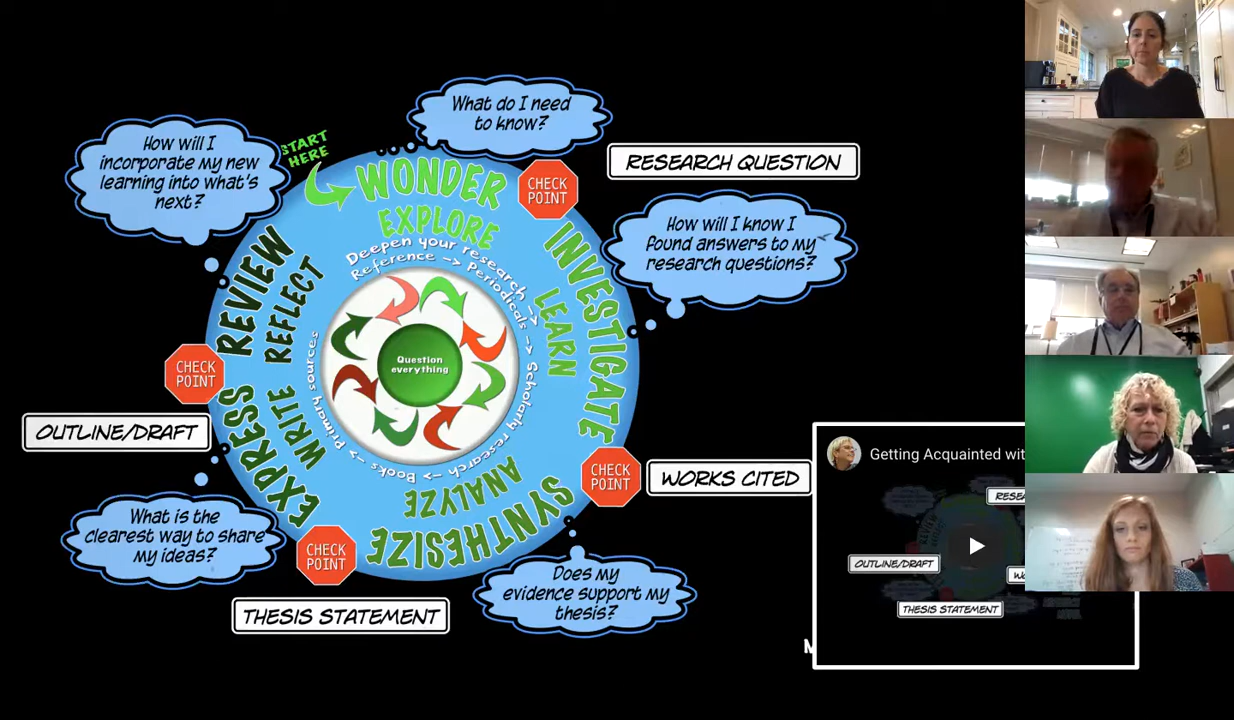 What do I need
to know?
How will I
incorporate my new
learning into what's
next?
START
HERE
WONDER
EXPLORE
CHECK
POINT
RESEARCH QUESTION
How will I know I
found answers to my
research questions?
Deepen your research ->
Reference -> Periodicals -> Scholarly research -> Books -> Primary sources
INVESTIGATE
LEARN
REVIEW
REFLECT
Question
everything
CHECK
POINT
OUTLINE/DRAFT
EXPRESS
WRITE
CHECK
POINT
WORKS CITED
SYNTHESIZE
ANALYZE
What is the
clearest way to share
my ideas?
CHECK
POINT
THESIS STATEMENT
Does my
evidence support my
thesis?
Getting Acquainted wit
OUTLINE/DRAFT
THESIS STATEMENT